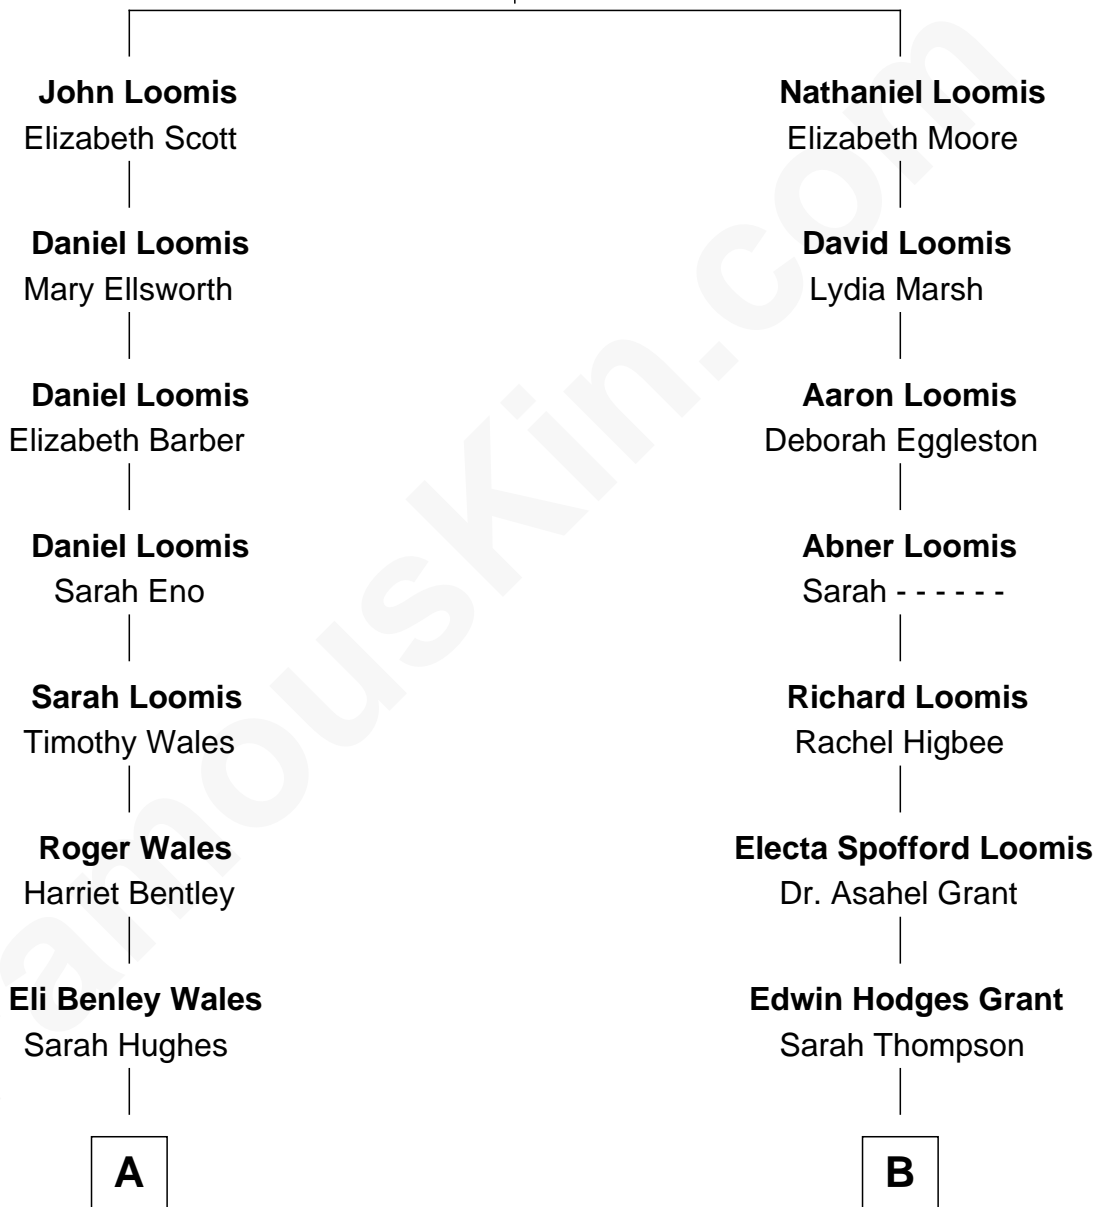 John Loomis
Elizabeth Scott
Daniel Loomis
Mary Ellsworth
Daniel Loomis
Elizabeth Barber
Daniel Loomis
Sarah Eno
Sarah Loomis
Timothy Wales
Roger Wales
Harriet Bentley
Eli Benley Wales
Sarah Hughes
A
Nathaniel Loomis
Elizabeth Moore
David Loomis
Lydia Marsh
Aaron Loomis
Deborah Eggleston
Abner Loomis
Sarah - - - - - -
Richard Loomis
Rachel Higbee
Electa Spofford Loomis
Dr. Asahel Grant
Edwin Hodges Grant
Sarah Thompson
B
amousKin.com